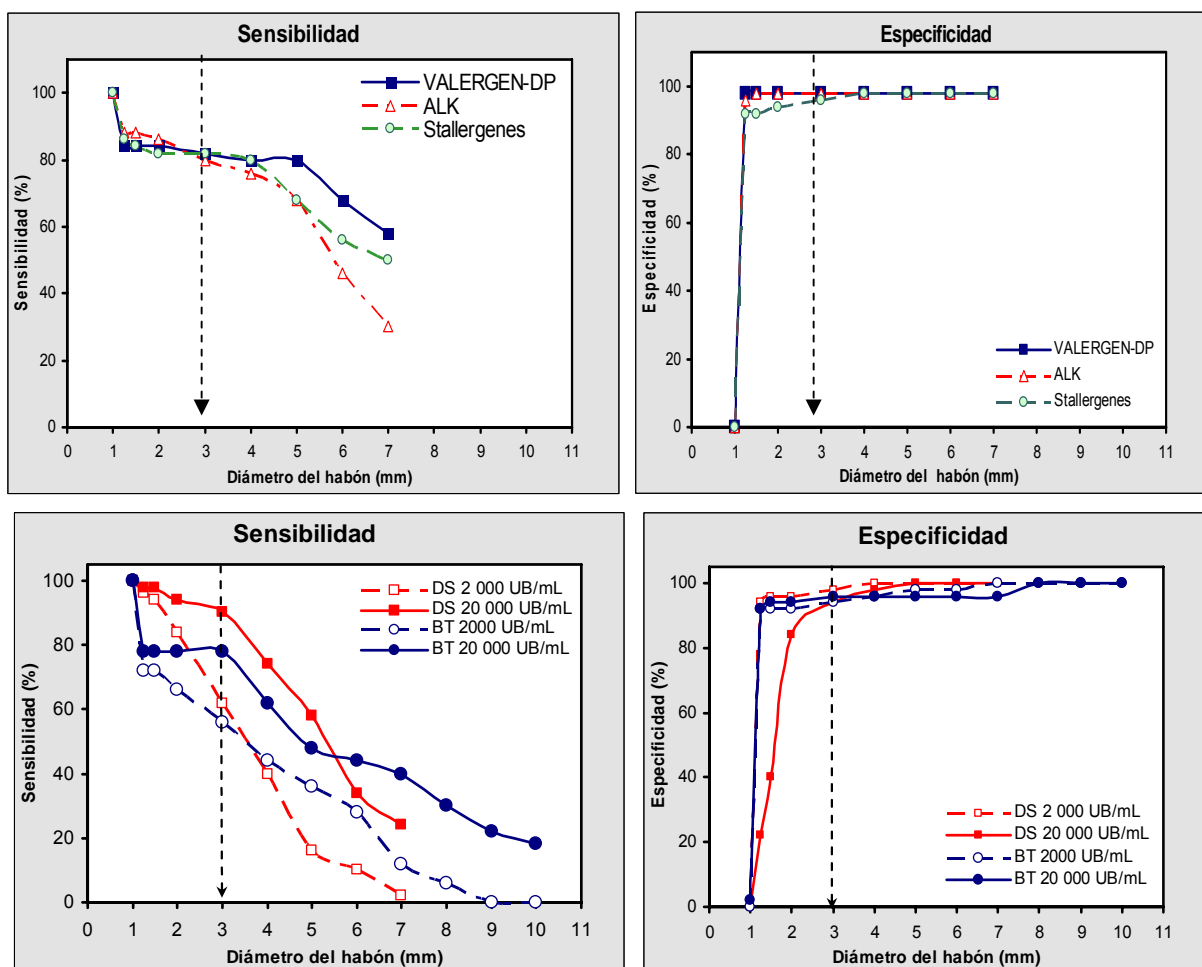 Sensibilidad
VALERGEN-DP
ALK
Stallergenes
Sensibilidad (%)
100
80
60
40
20
0
0 1 2 3 4 5 6 7 8 9 10 11
Diámetro del habón (mm)
Especificidad
Especificidad (%)
100
80
60
40
20
0
VALERGEN-DP
ALK
Stallergenes
0 1 2 3 4 5 6 7 8 9 10 11
Diámetro del habón (mm)
Sensibilidad
DS 2 000 UB/mL
DS 20 000 UB/mL
BT 2000 UB/mL
BT 20 000 UB/mL
Sensibilidad (%)
100
80
60
40
20
0
0 1 2 3 4 5 6 7 8 9 10 11
Diámetro del habón (mm)
Especificidad
Especificidad (%)
100
80
60
40
20
0
DS 2 000 UB/mL
DS 20 000 UB/mL
BT 2000 UB/mL
BT 20 000 UB/mL
0 1 2 3 4 5 6 7 8 9 10 11
Diámetro del habón (mm)